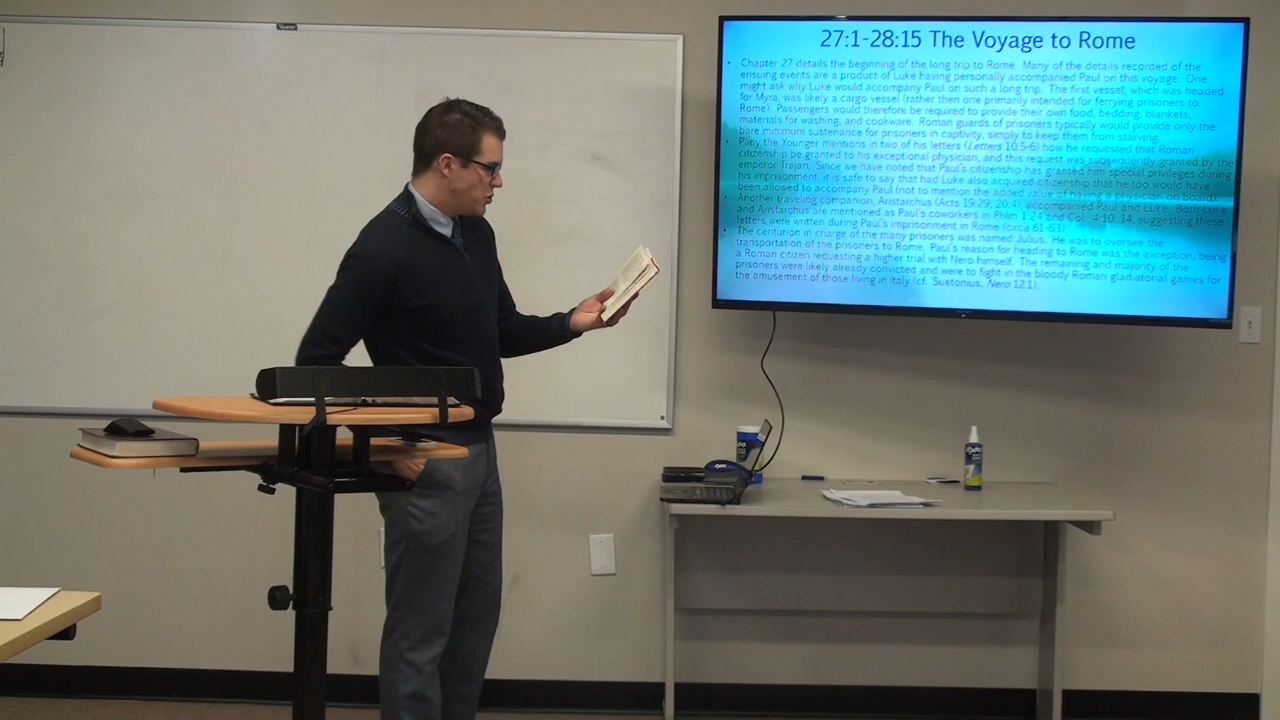 27:1-28:15 The Voyage to Rome
• Chapter 27 details the beginning of the long trip to Rome. Many of the details recorded of the
ensuing events are a product of Luke having personally accompanied Paul on this voyage. One
might ask why Luke would accompany Paul on such a long trip. The first vessel, which was headed
for Myra, was likely a cargo vessel (rather then one primarily intended for ferrying prisoners to
Rome). Passengers would therefore be required to provide their own food, bedding, blankets,
materials for washing, and cookware. Roman guards of prisoners typically would provide only the
bare minimum sustenance for prisoners in captivity, simply to keep them from starving.
• Pliny the Younger mentions in two of his letters (Letters 10.5-6) how he requested that Roman
citizenship be granted to his exceptional physician, and this request was subsequently granted by the
emperor Trajan. Since we have noted that Paul's citizenship has granted him special privileges during
his imprisonment, it is safe to say that had Luke also acquired citizenship that he too would have
been allowed to accompany Paul (not to mention the added value of having a physician on board).
• Another traveling companion, Aristarchus (Acts 19:29; 20:4), accompanied Paul and Luke. Both Luke
and Aristarchus are mentioned as Paul's coworkers in Phlm 1:24 and Col. 4:10, 14, suggesting these
letters were written during Paul's imprisonment in Rome (circa 61-63).
• The centurion in charge of the many prisoners was named Julius. He was to oversee the
transportation of the prisoners to Rome. Paul's reason for heading to Rome was the exception, being
a Roman citizen requesting a higher trial with Nero himself. The remaining and majority of the
prisoners were likely already convicted and were to fight in the bloody Roman gladiatorial games for
the amusement of those living in Italy (cf. Suetonius, Nero 12.1).